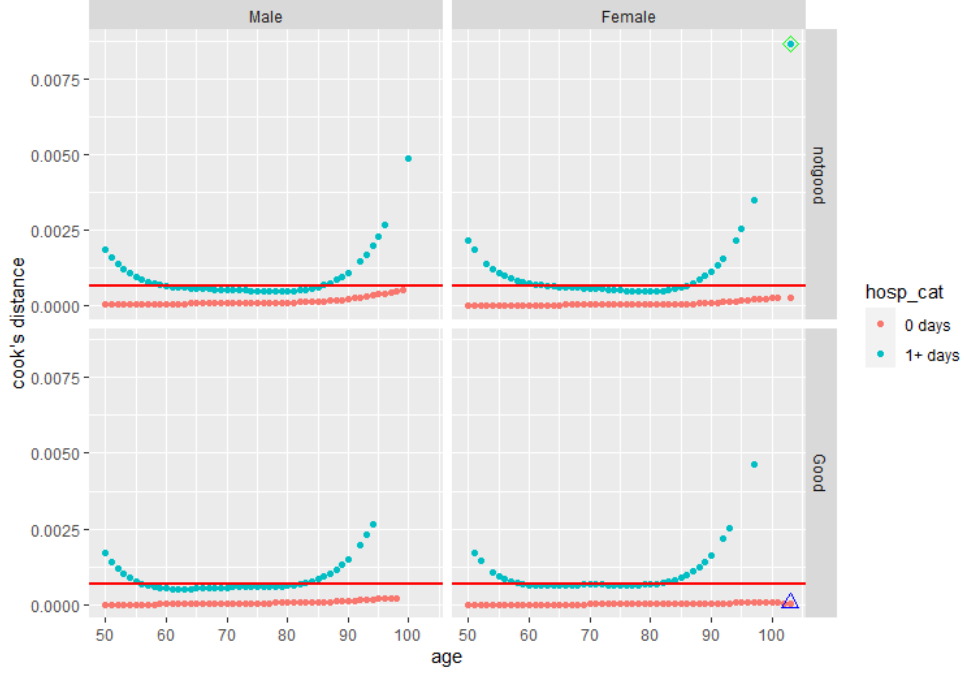 Male
Female
0.0075
0.0050
0.0025
0.0000
notgood
cook's distance
0.0075
0.0050
0.0025
0.0000
Good
50 60 70 80 90 100
50 60 70 80 90 100
age
hosp_cat
0 days
1+ days